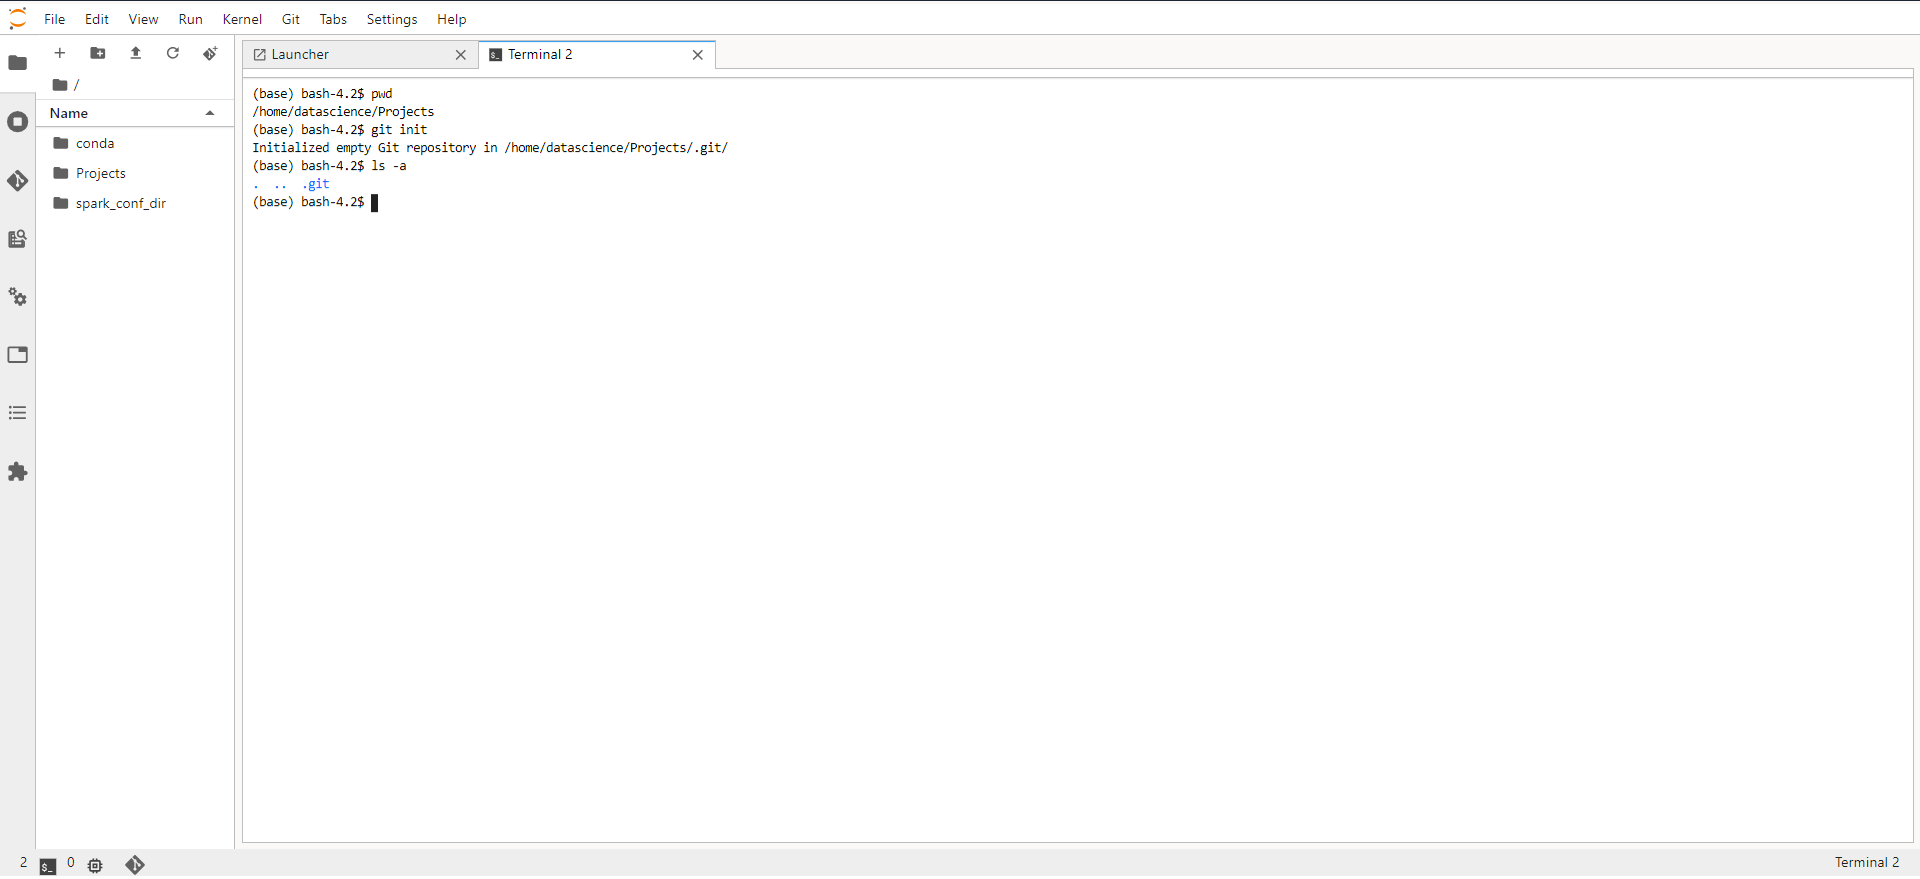 File Edit View Run Kernel Git Tabs Settings Help
Launcher
Terminal 2
/
Name
conda
Projects
spark_conf_dir
(base) bash-4.2$ pwd
/home/datascience/Projects
(base) bash-4.2$ git init
Initialized empty Git repository in /home/datascience/Projects/.git/
(base) bash-4.2$ ls -a
. .. .git
(base) bash-4.2$
2 $_ 0
Terminal 2